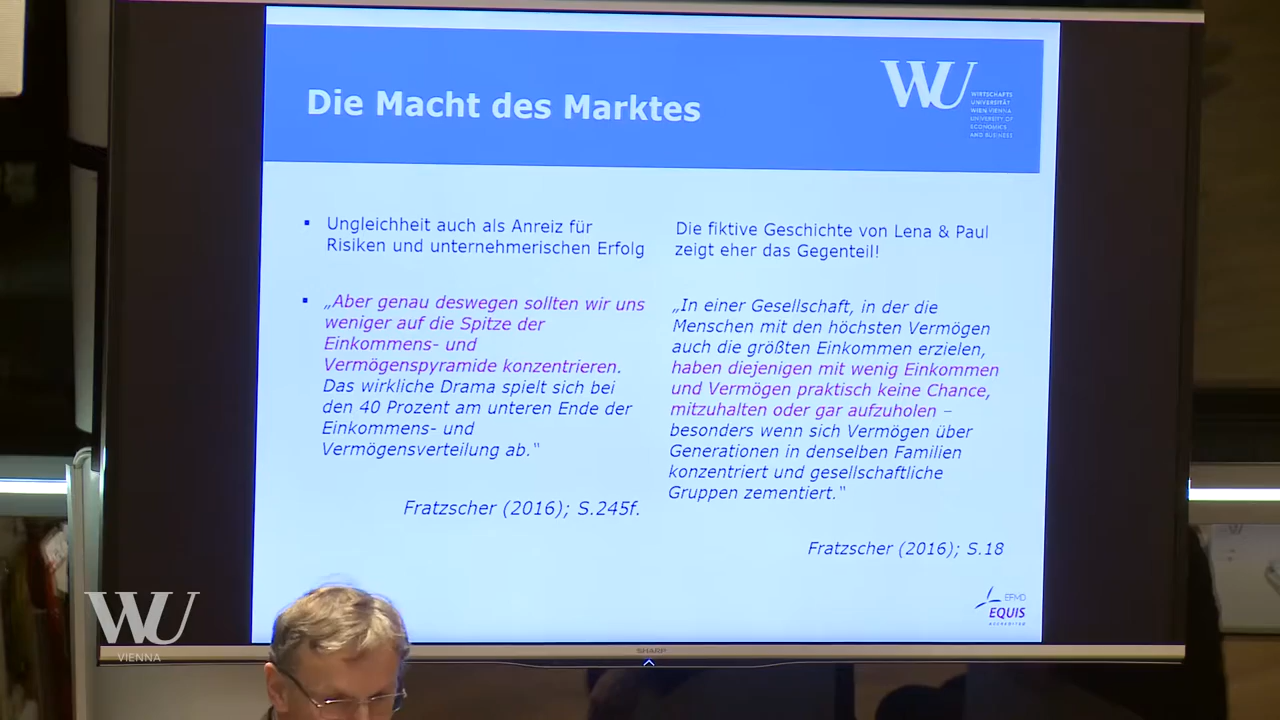 Die Macht des Marktes
WU
WIRTSCHAFTS
UNIVERSITÄT
WIEN VIENNA
UNIVERSITY OF
ECONOMICS
AND BUSINESS
Ungleichheit auch als Anreiz für
Risiken und unternehmerischen Erfolg
„Aber genau deswegen sollten wir uns
weniger auf die Spitze der
Einkommens- und
Vermögenspyramide konzentrieren.
Das wirkliche Drama spielt sich bei
den 40 Prozent am unteren Ende der
Einkommens- und
Vermögensverteilung ab.“
Fratzscher (2016); S.245f.
Die fiktive Geschichte von Lena & Paul
zeigt eher das Gegenteil!
„In einer Gesellschaft, in der die
Menschen mit den höchsten Vermögen
auch die größten Einkommen erzielen,
haben diejenigen mit wenig Einkommen
und Vermögen praktisch keine Chance,
mitzuhalten oder gar aufzuholen –
besonders wenn sich Vermögen über
Generationen in denselben Familien
konzentriert und gesellschaftliche
Gruppen zementiert.“
Fratzscher (2016); S.18
EFMD
EQUIS
ACCREDITED
SHARP
WU
VIENNA